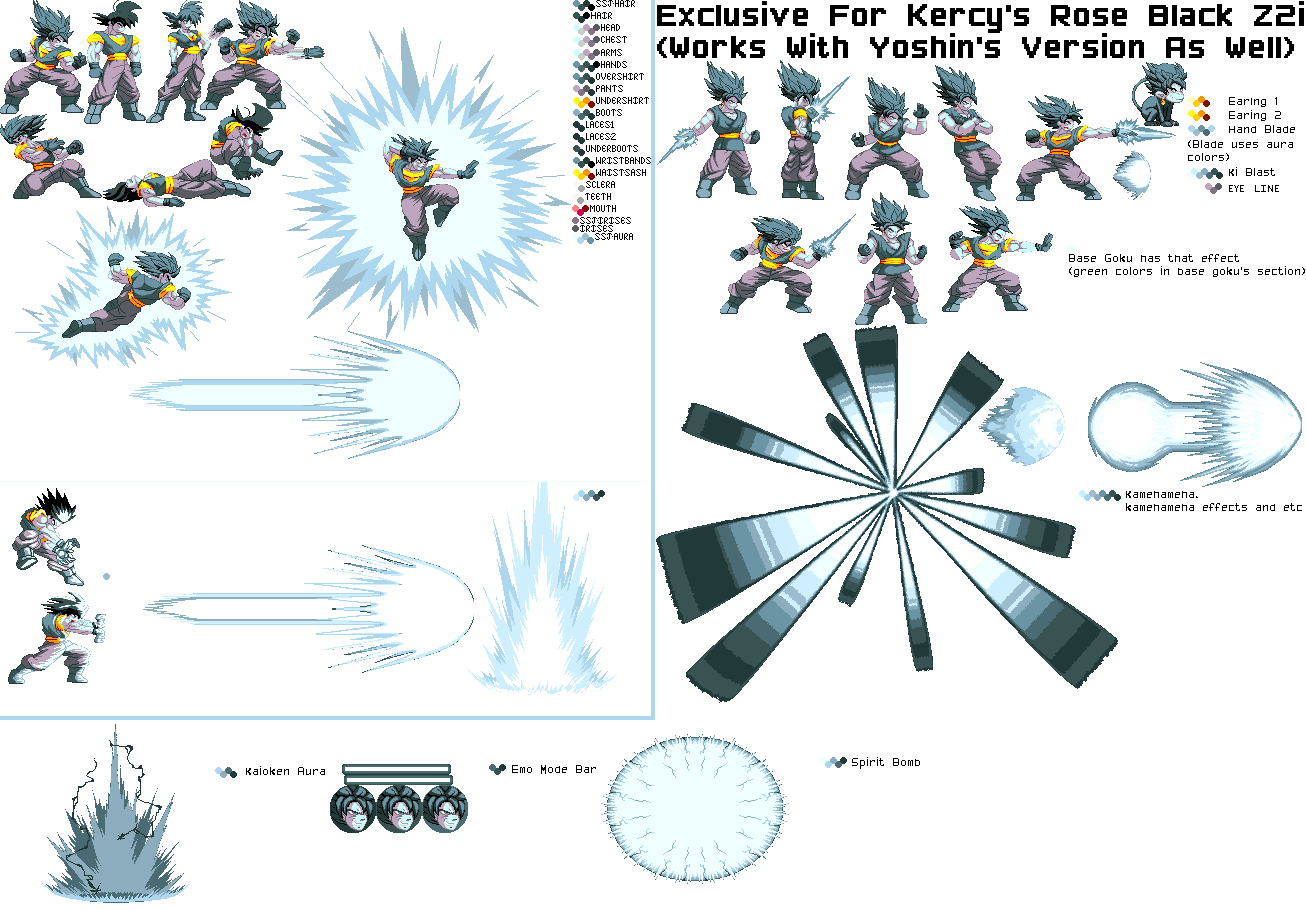 SSJHAIR
HAIR
HEAD
CHEST
ARMS
HANDS
OVERSHIRT
PANTS
UNDERSHIRT
BOOTS
LACES1
LACES2
UNDERBOOTS
WRISTBANDS
WAISTSASH
SCLERA
TEETH
MOUTH
SSJIRISES
IRISES
SSJAURA
Exclusive For Kercy's Rose Black Z2i
(Works With Yoshin's Version As Well)
Earing 1
Earing 2
Hand Blade
(Blade uses aura
colors)
Ki Blast
EYE LINE
Base Goku has that effect
(green colors in base goku's section)
Kamehameha.
kamehameha effects and etc
Kaioken Aura
Emo Mode Bar
Spirit Bomb